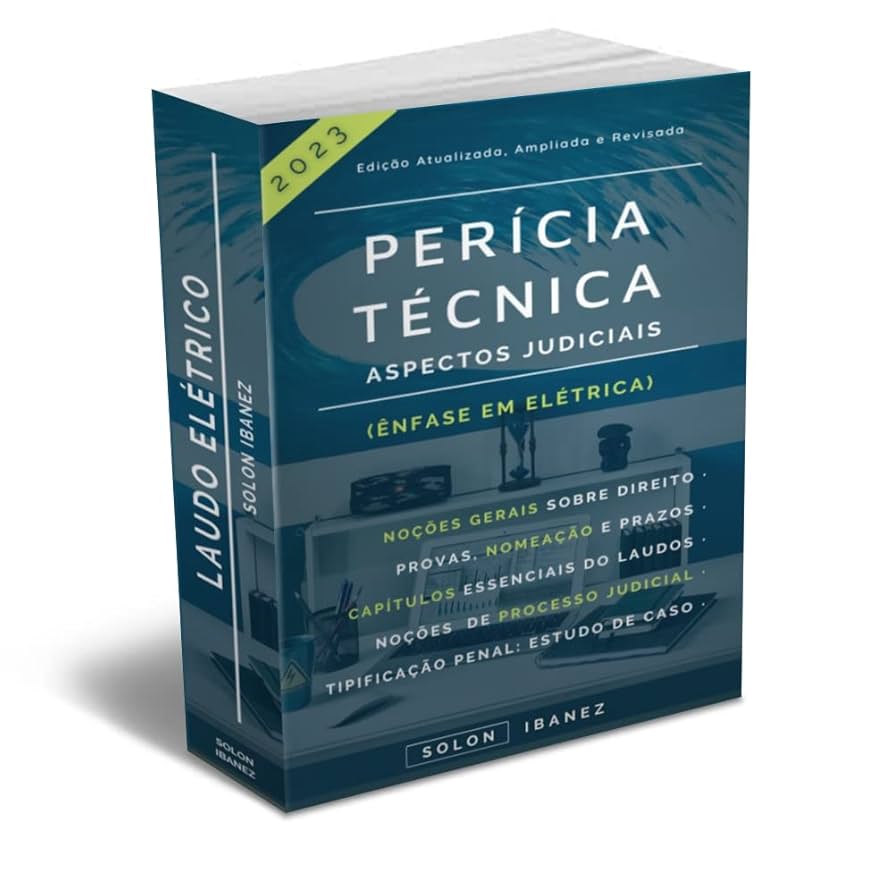 2023
Edição Atualizada, Ampliada e Revisada
PERÍCIA
TÉCNICA
ASPECTOS JUDICIAIS
(ÊNFASE EM ELÉTRICA)
NOÇÕES GERAIS SOBRE DIREITO ·
PROVAS, NOMEAÇÃO E PRAZOS ·
CAPÍTULOS ESSENCIAIS DO LAUDOS ·
NOÇÕES DE PROCESSO JUDICIAL ·
TIPIFICAÇÃO PENAL: ESTUDO DE CASO ·
SOLON IBANEZ
LAUDO ELÉTRICO
SOLON IBANEZ
SOLON
IBANEZ